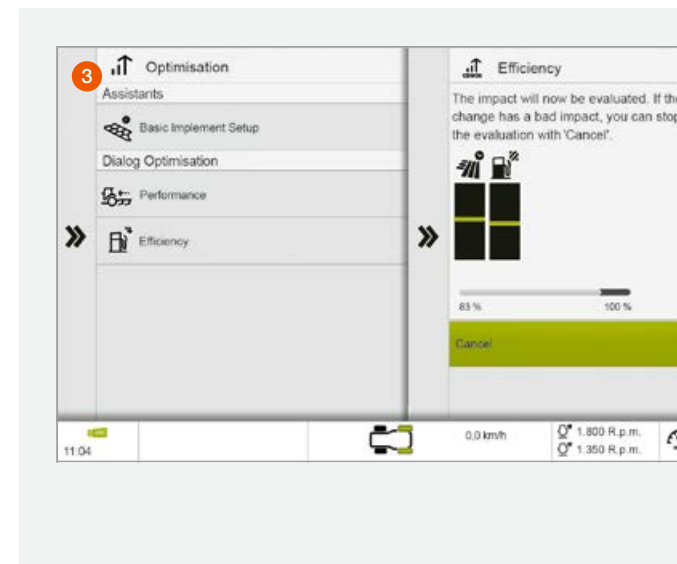 3
Optimisation
Assistants
Basic Implement Setup
Dialog Optimisation
Performance
Efficiency
Efficiency
The impact will now be evaluated. If the
change has a bad impact, you can stop
the evaluation with 'Cancel'.
83 % 100 %
Cancel
11:04
0,0 km/h
1.800 R.p.m.
1.350 R.p.m.